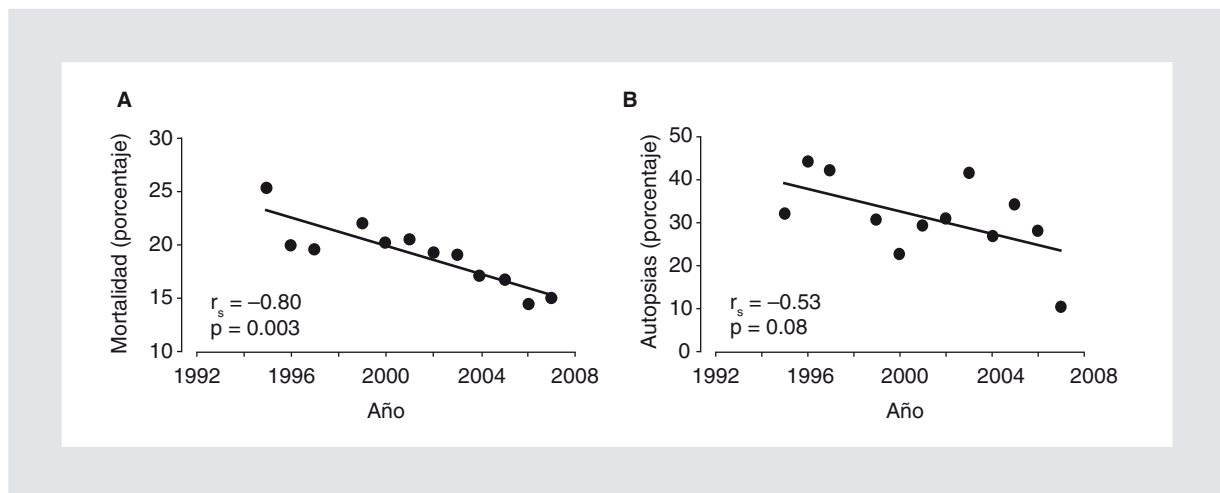 A
Mortalidad (porcentaje)
30
25
20
15
10
rs = –0.80
p = 0.003
1992 1996 2000 2004 2008
Año
B
Autopsias (porcentaje)
50
40
30
20
10
0
rs = –0.53
p = 0.08
1992 1996 2000 2004 2008
Año